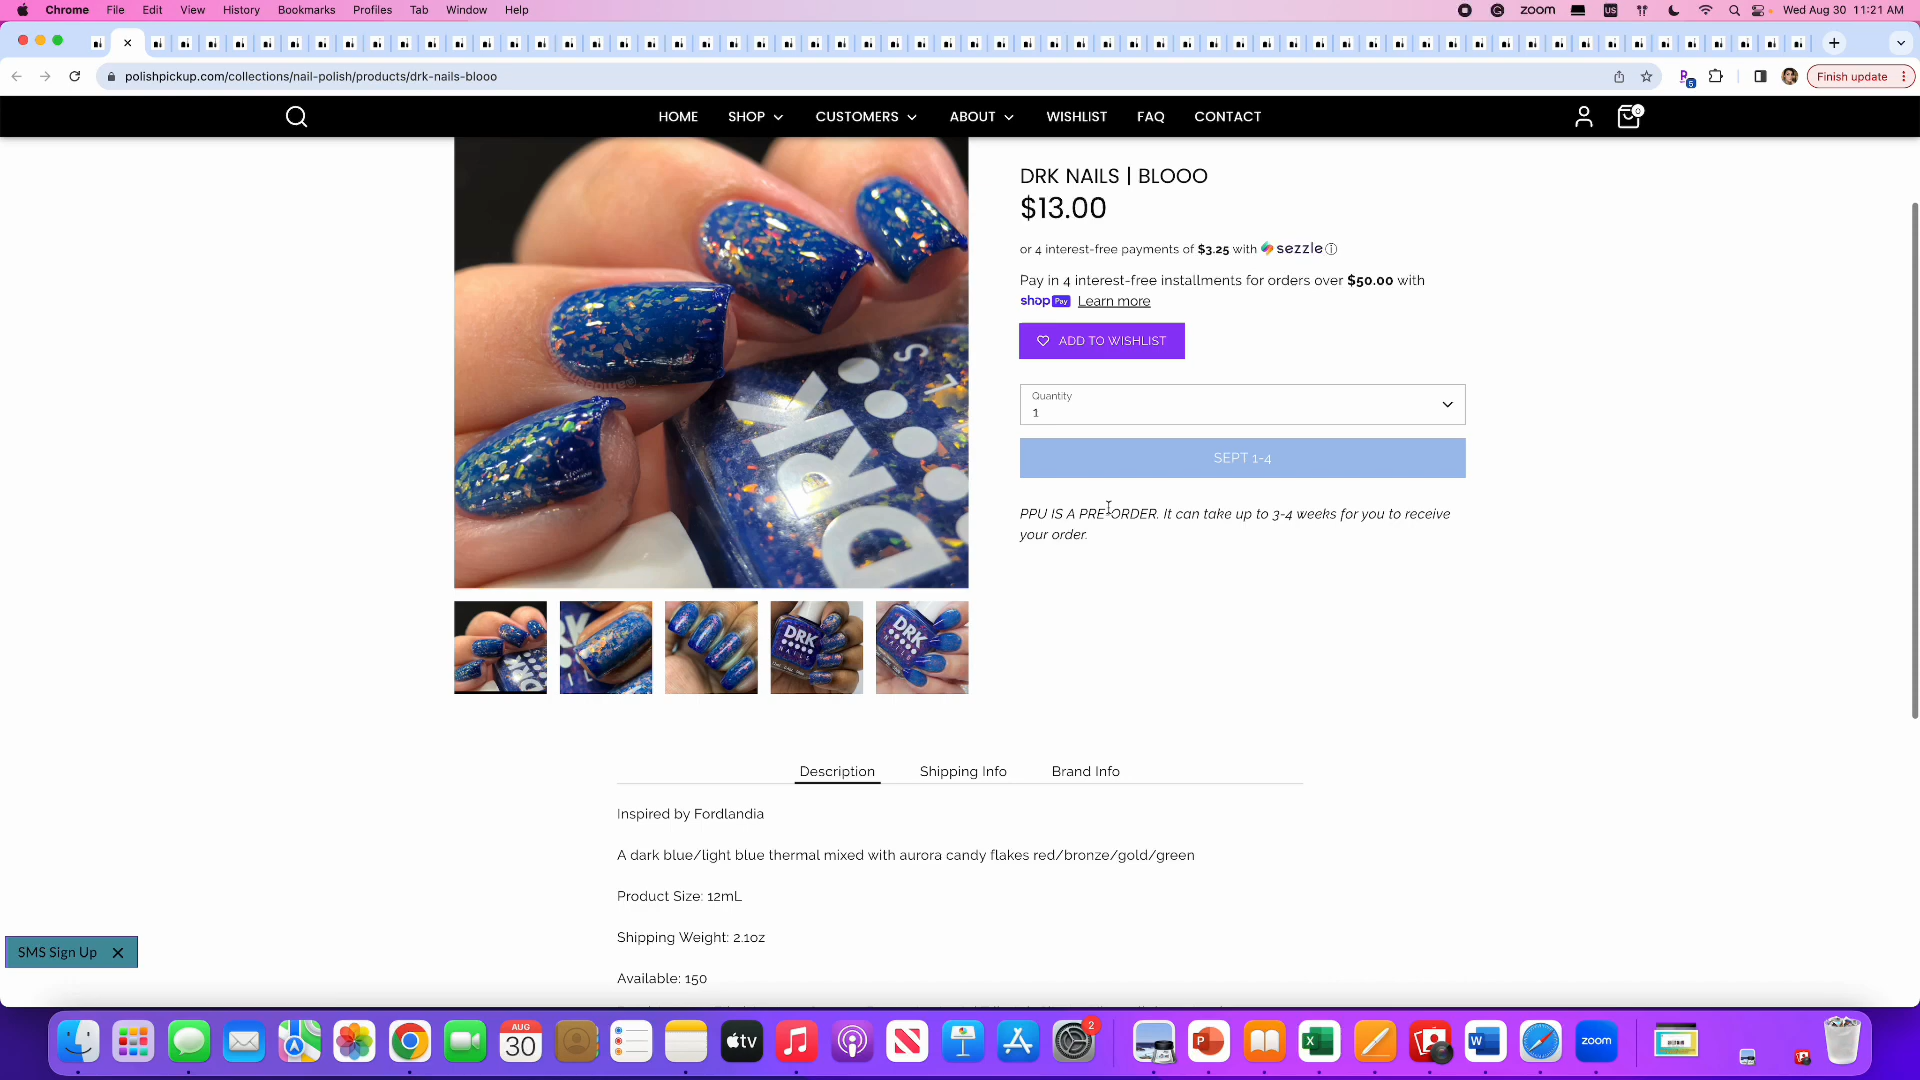 Chrome File Edit View History Bookmarks Profiles Tab Window Help zoom US Wed Aug 30 11:21 AM
polishpickup.com/collections/nail-polish/products/drk-nails-blooo Finish update
HOME SHOP CUSTOMERS ABOUT WISHLIST FAQ CONTACT 0
DRK NAILS | BLOOO
$13.00
or 4 interest-free payments of $3.25 with sezzle
Pay in 4 interest-free installments for orders over $50.00 with
shop Pay Learn more
ADD TO WISHLIST
Quantity
1
SEPT 1-4
PPU IS A PRE-ORDER. It can take up to 3-4 weeks for you to receive
your order.
DRK
DRK
Description Shipping Info Brand Info
Inspired by Fordlandia
A dark blue/light blue thermal mixed with aurora candy flakes red/bronze/gold/green
Product Size: 12mL
Shipping Weight: 2.1oz
Available: 150
SMS Sign Up
AUG
30
tv
2
zoom